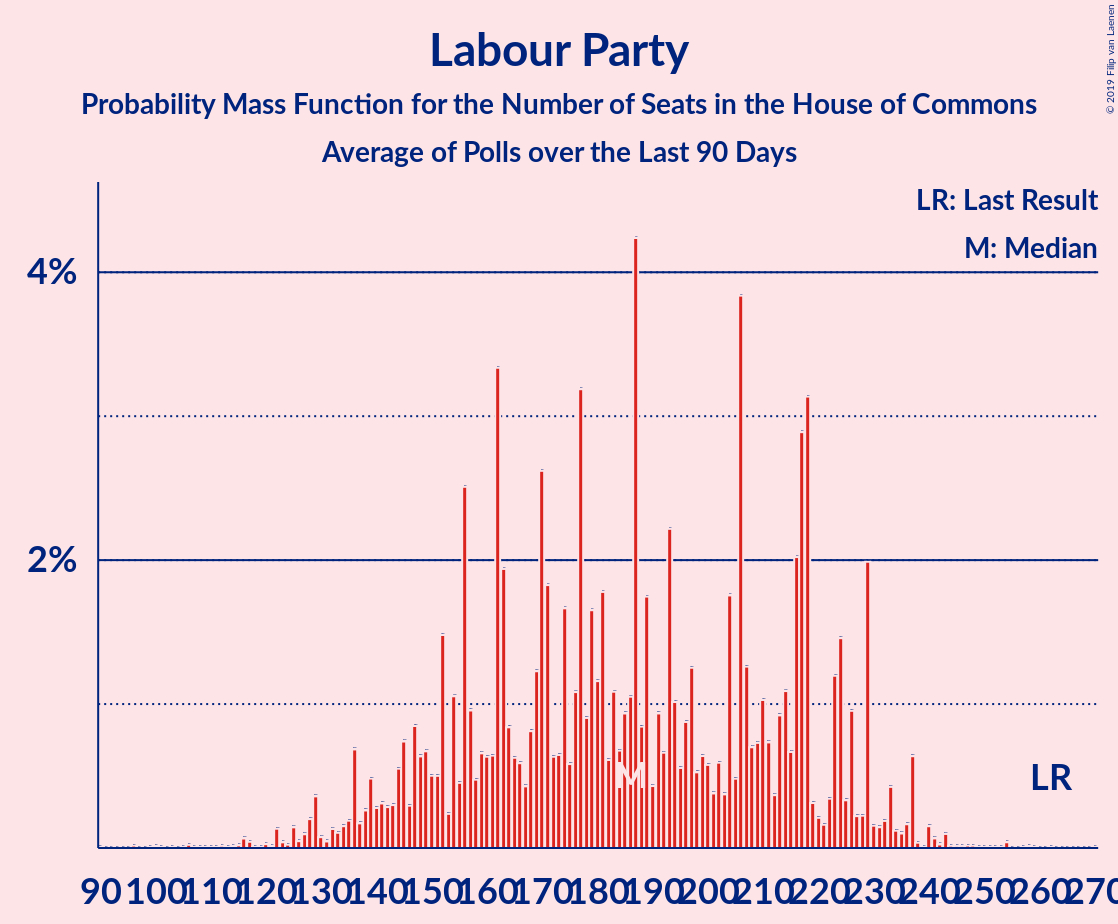 Labour Party
Probability Mass Function for the Number of Seats in the House of Commons
Average of Polls over the Last 90 Days
© 2019 Filip van Laenen
LR: Last Result
M: Median
4%
2%
M
LR
90 100 110 120 130 140 150 160 170 180 190 200 210 220 230 240 250 260 270